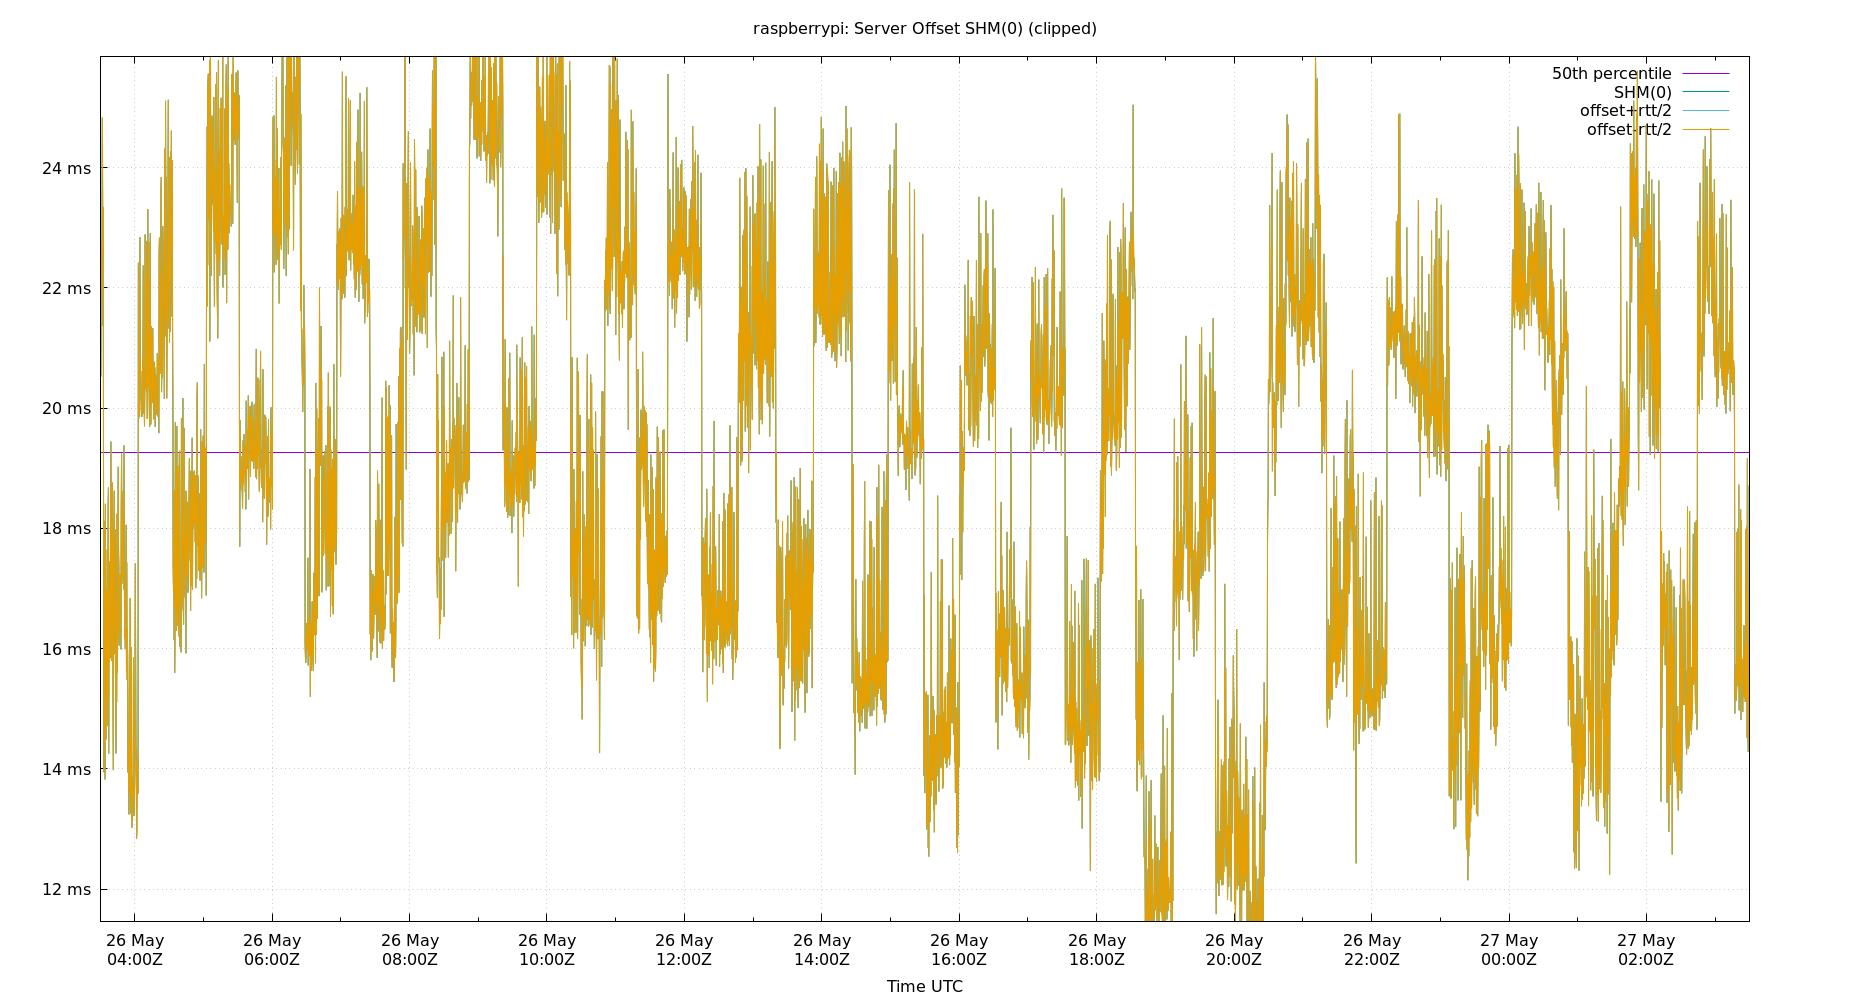 raspberrypi: Server Offset SHM(0) (clipped)
50th percentile
SHM(0)
offset+rtt/2
offset-rtt/2
24 ms
22 ms
20 ms
18 ms
16 ms
14 ms
12 ms
26 May 26 May 26 May 26 May 26 May 26 May 26 May 26 May 26 May 26 May 27 May 27 May
04:00Z 06:00Z 08:00Z 10:00Z 12:00Z 14:00Z 16:00Z 18:00Z 20:00Z 22:00Z 00:00Z 02:00Z
Time UTC